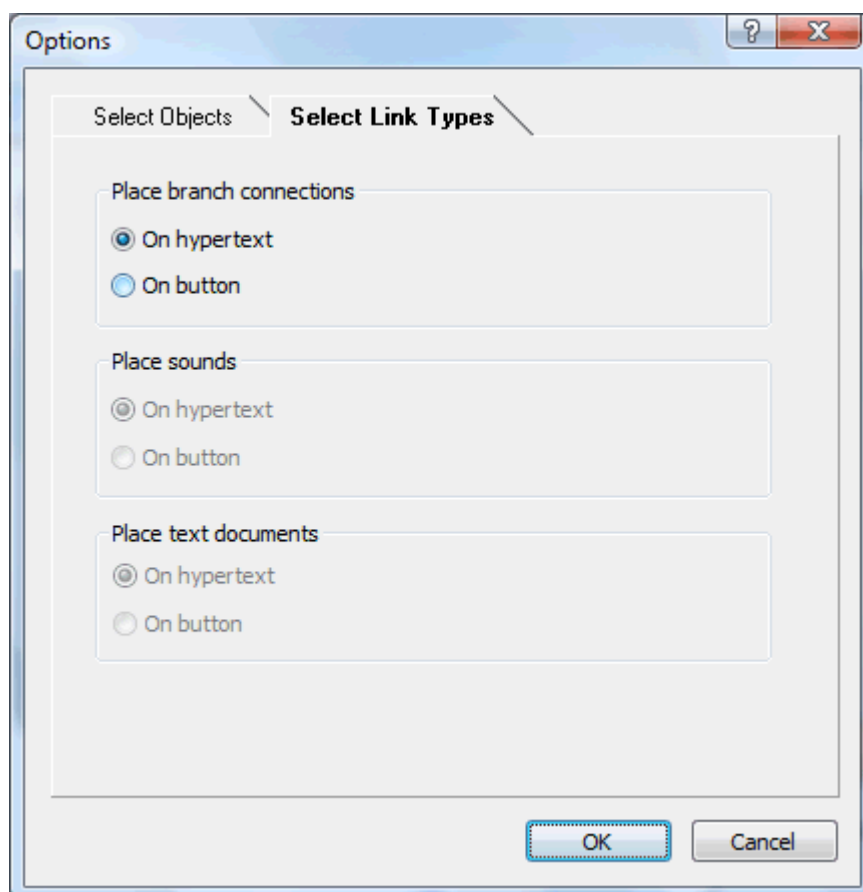 Options
Select Objects
Select Link Types
Place branch connections
On hypertext
On button
Place sounds
On hypertext
On button
Place text documents
On hypertext
On button
OK
Cancel